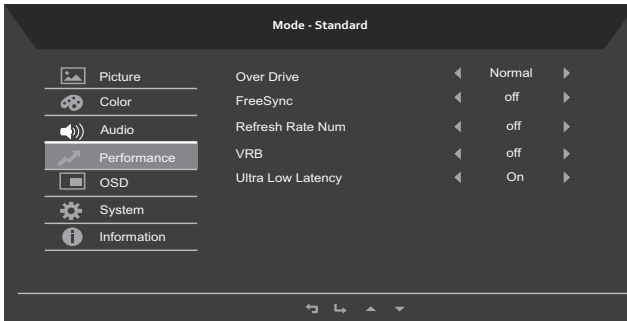 Mode - Standard
Picture
Color
Audio
Performance
OSD
System
Information
Over Drive Normal
FreeSync off
Refresh Rate Num off
VRB off
Ultra Low Latency On